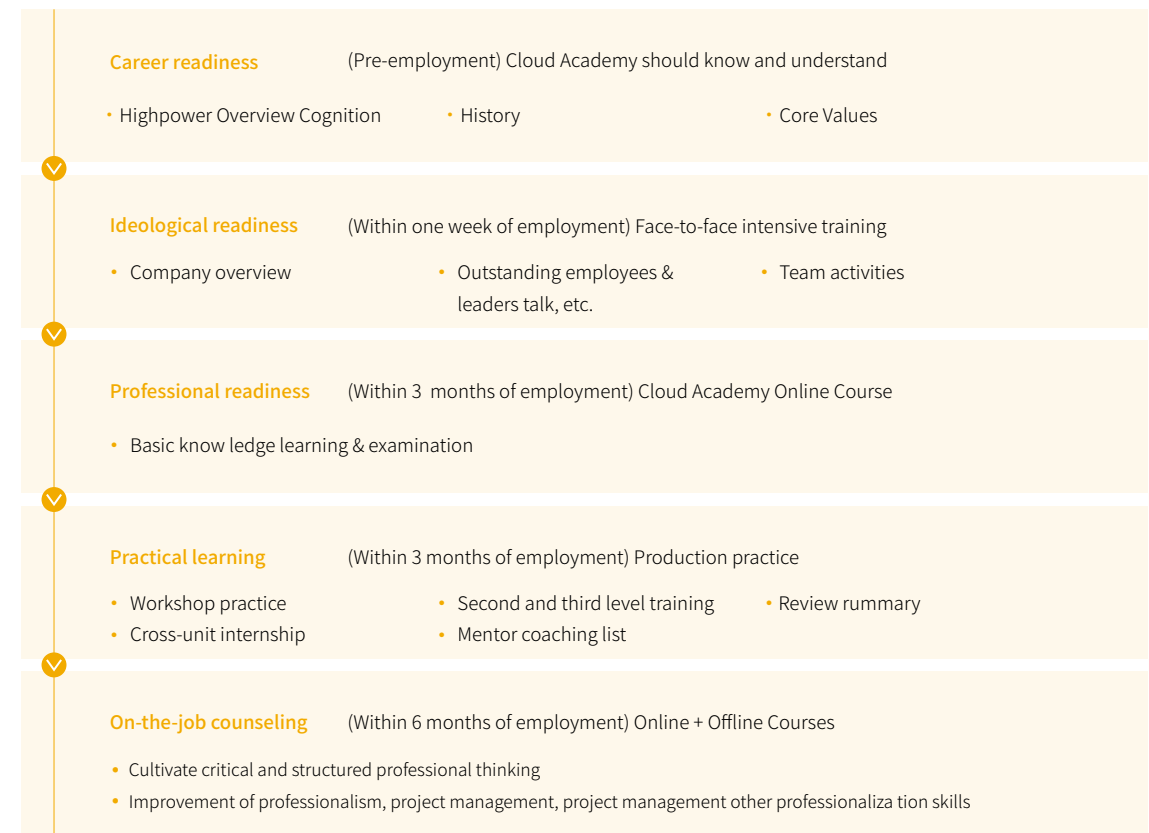 Career readiness (Pre-employment) Cloud Academy should know and understand
• Highpower Overview Cognition • History • Core Values
Ideological readiness (Within one week of employment) Face-to-face intensive training
• Company overview • Outstanding employees & • Team activities
leaders talk, etc.
Professional readiness (Within 3 months of employment) Cloud Academy Online Course
• Basic know ledge learning & examination
Practical learning (Within 3 months of employment) Production practice
• Workshop practice • Second and third level training • Review rummary
• Cross-unit internship • Mentor coaching list
On-the-job counseling (Within 6 months of employment) Online + Offline Courses
• Cultivate critical and structured professional thinking
• Improvement of professionalism, project management, project management other professionaliza tion skills